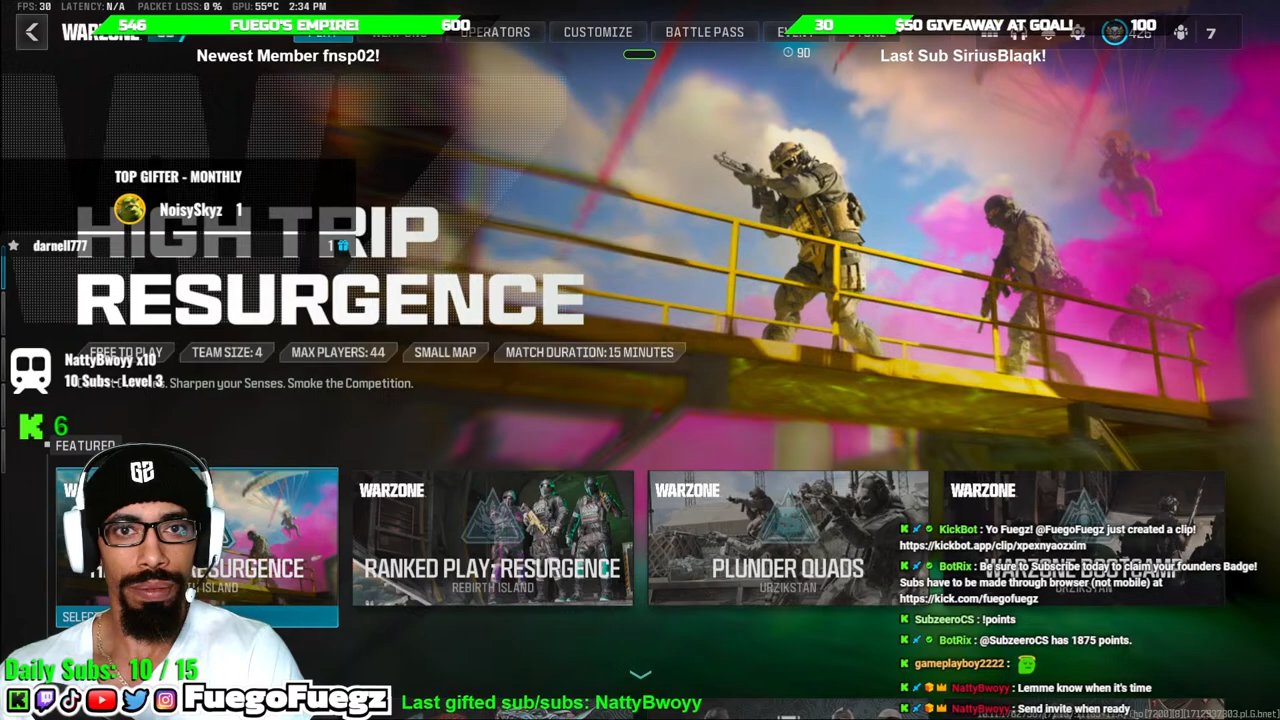 FPS: 30 LATENCY: N/A PACKET LOSS: 0 % GPU: 55°C 2:34 PM
546 FUEGO'S EMPIRE! 600
30 $50 GIVEAWAY AT GOAL! 100
OPERATORS CUSTOMIZE BATTLE PASS
7
Newest Member fnsp02!
9D
Last Sub SiriusBlaqk!
TOP GIFTER - MONTHLY
NoisySkyz 1
darnell777 1
HIGH TRIP
RESURGENCE
FREE TO PLAY TEAM SIZE: 4 MAX PLAYERS: 44 SMALL MAP MATCH DURATION: 15 MINUTES
NattyBwoyy x10
10 Subs - Level 3
Sharpen your Senses. Smoke the Competition.
K 6
FEATURED
WARZONE
RANKED PLAY: RESURGENCE
REBIRTH ISLAND
WARZONE
PLUNDER QUADS
URZIKSTAN
WARZONE
GS
KickBot: Yo Fuegz! @FuegoFuegz just created a clip!
https://kickbot.app/clip/xpexnyaozxim
BotRix: Be sure to Subscribe today to claim your founders Badge!
Subs have to be made through browser (not mobile) at
https://kick.com/fuegofuegz
SubzeeroCS: !points
BotRix: @SubzeeroCS has 1875 points.
gameplayboy2222:
NattyBwoyy: Lemme know when it's time
NattyBwoyy: Send invite when ready
Daily Subs: 10 / 15
FuegoFuegz
Last gifted sub/subs: NattyBwoyy